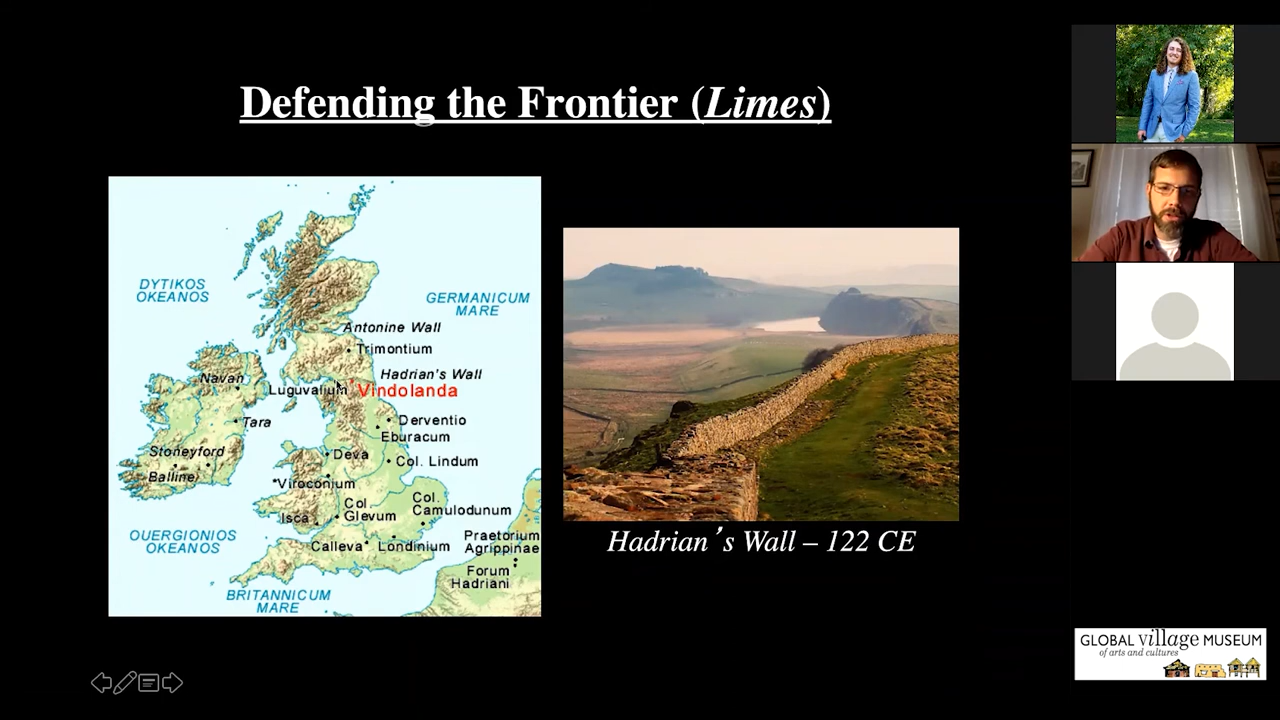 Defending the Frontier (Limes)
DYTIKOS
OKEANOS
GERMANICUM
MARE
Antonine Wall
Trimontium
Hadrian's Wall
Navan
Luguvalium
Vindolanda
Tara
Derventio
Eburacum
Stoneyford
Deva
Col. Lindum
Balline
Viroconium
Col.
Camulodunum
Col
Glevum
Isca
OUERGIONIOS
OKEANOS
Calleva
Londinium
Praetorium
Agrippinae
Forum
Hadriani
BRITANNICUM
MARE
Hadrian's Wall – 122 CE
GLOBAL village MUSEUM
of arts and cultures